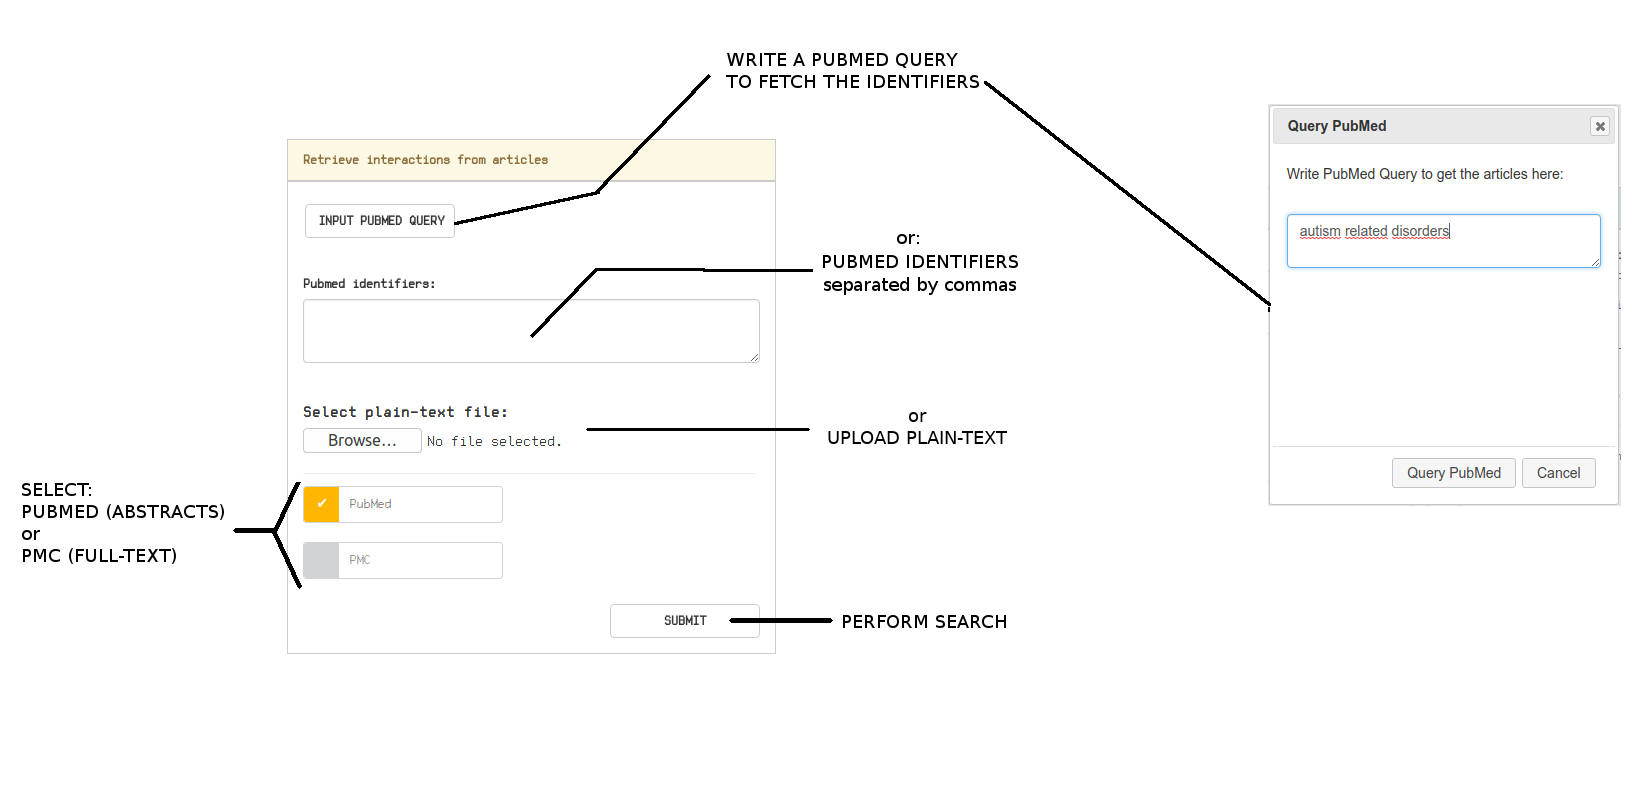 WRITE A PUBMED QUERY
TO FETCH THE IDENTIFIERS
Retrieve interactions from articles
INPUT PUBMED QUERY
or:
PUBMED IDENTIFIERS
separated by commas
Pubmed identifiers:
Select plain-text file:
Browse... No file selected.
or
UPLOAD PLAIN-TEXT
SELECT:
PUBMED (ABSTRACTS)
or
PMC (FULL-TEXT)
PubMed
PMC
SUBMIT
PERFORM SEARCH
Query PubMed
Write PubMed Query to get the articles here:
autism related disorders
Query PubMed
Cancel